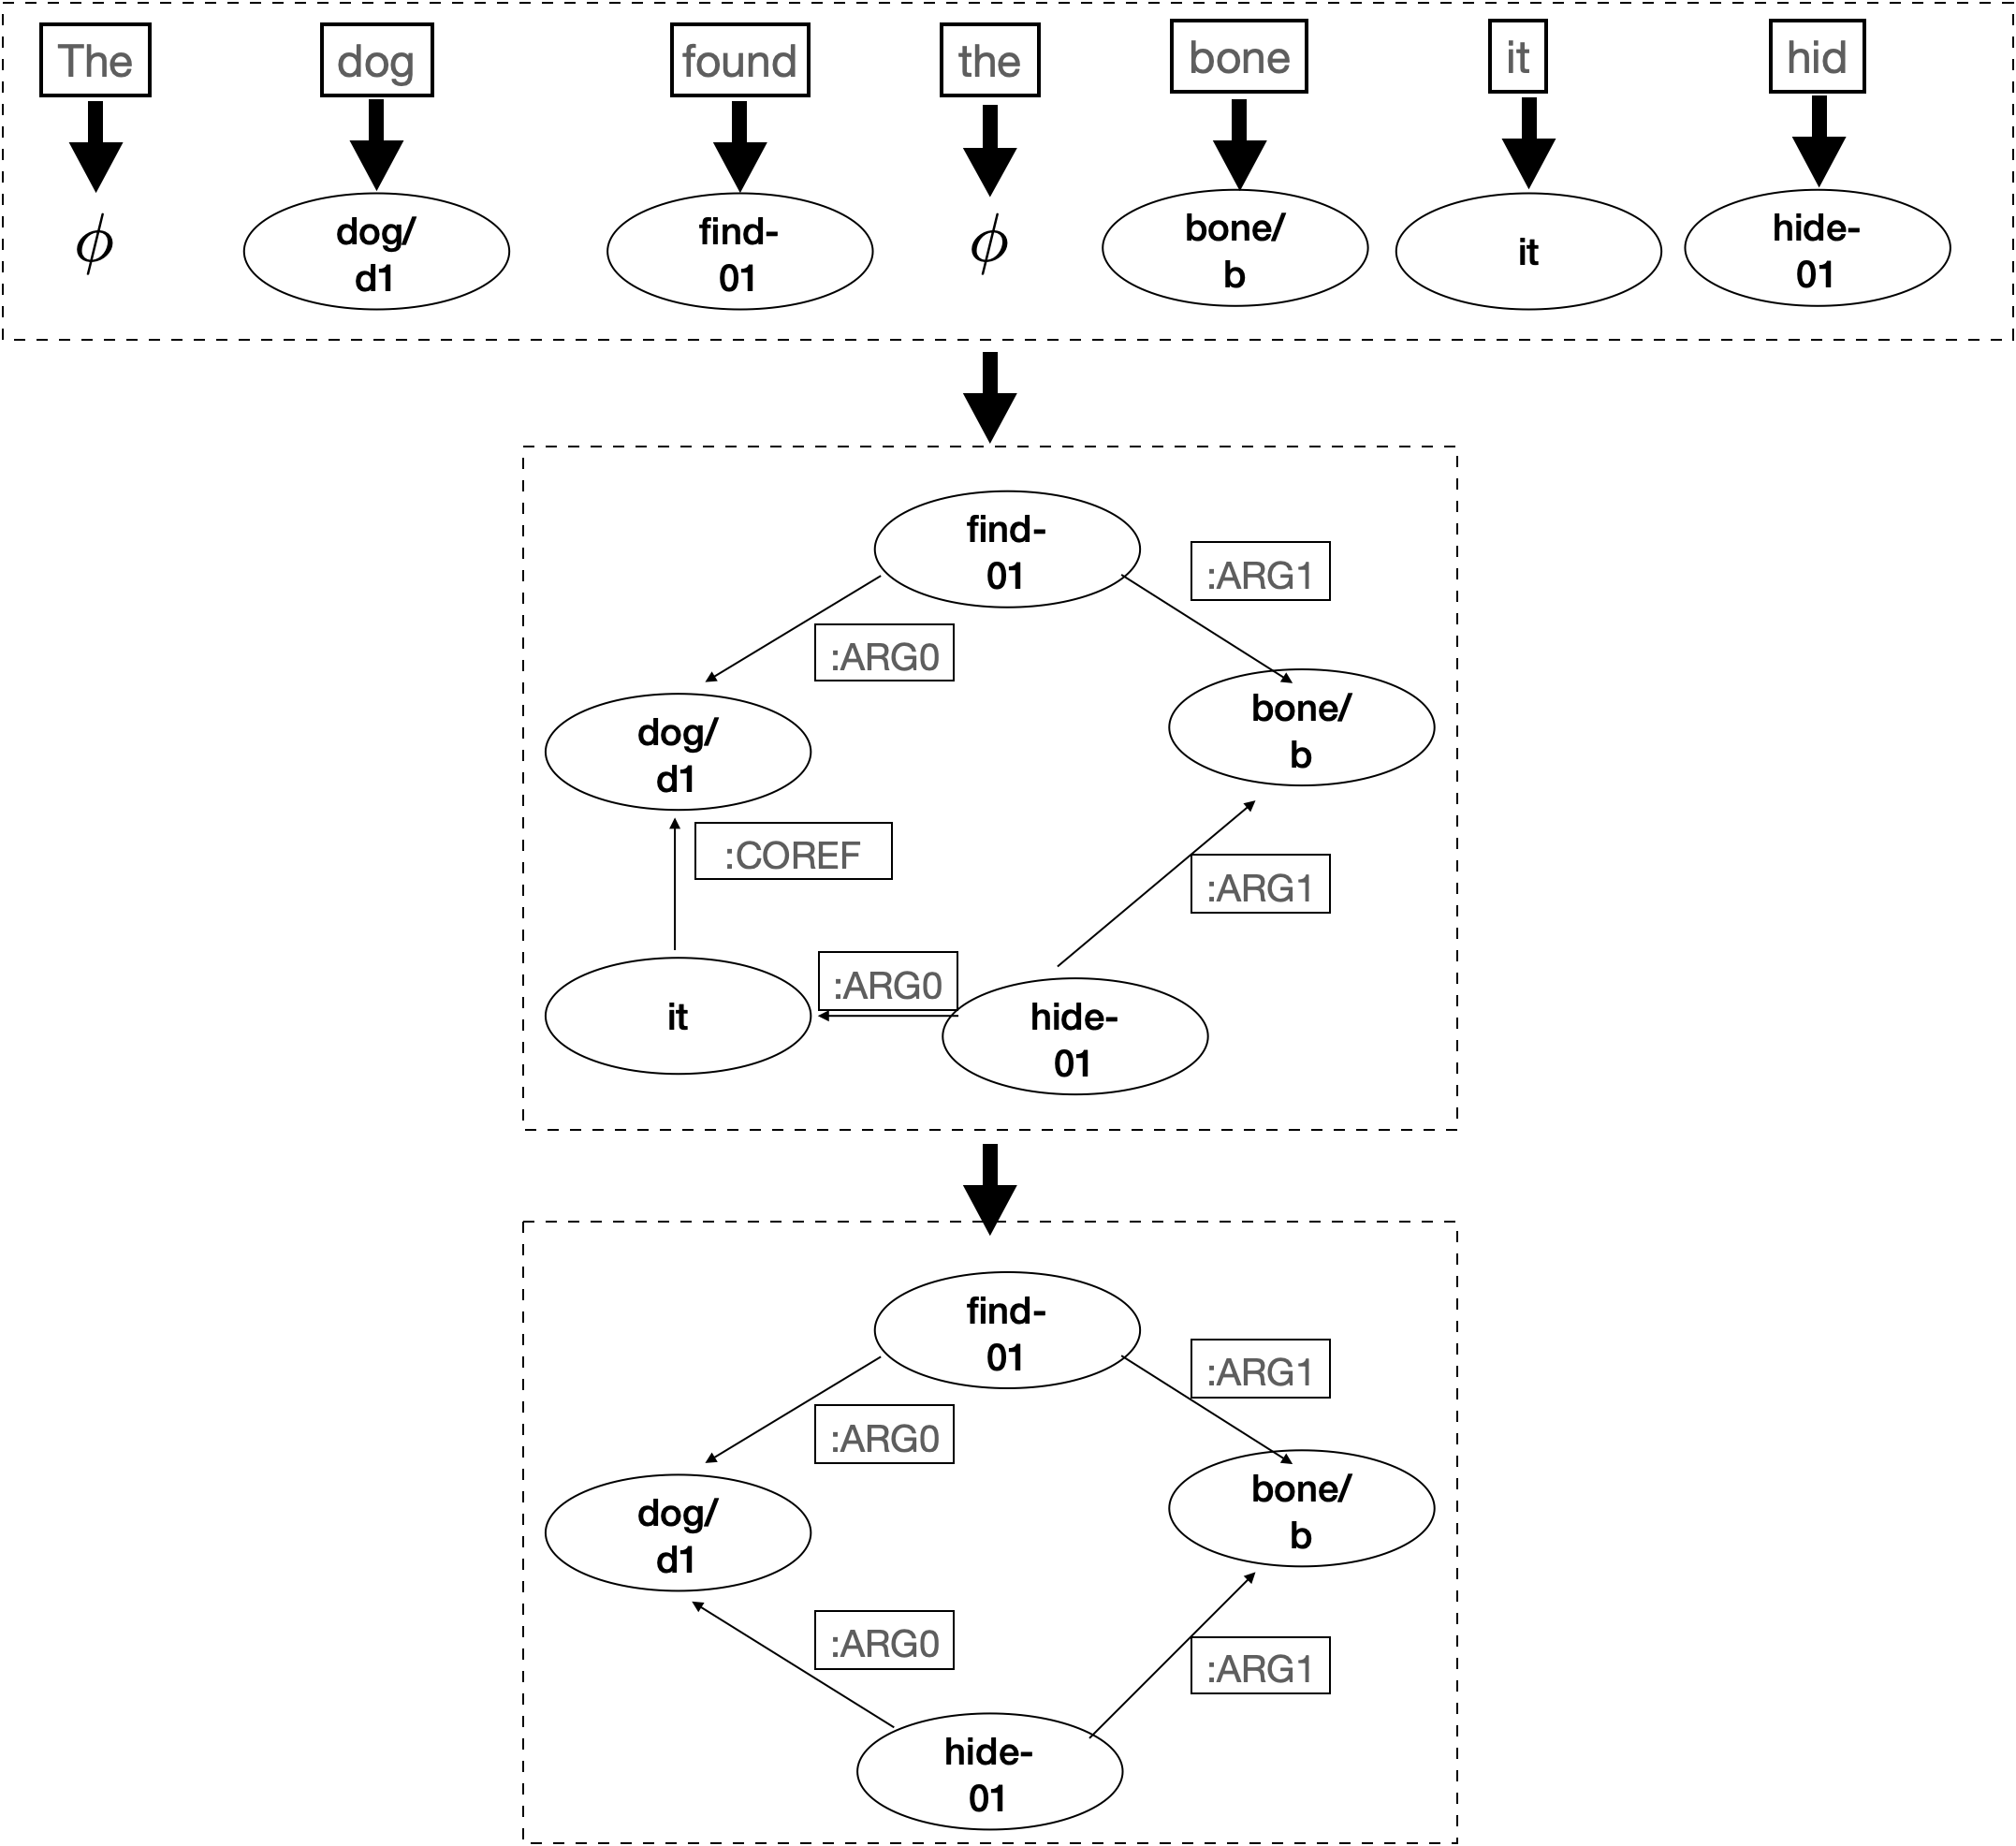 The dog found the bone it hid
ϕ dog/ d1 find- 01 ϕ bone/ b it hide- 01
find- 01
:ARG1
:ARG0
dog/ d1
bone/ b
:COREF
:ARG1
:ARG0
it
hide- 01
find- 01
:ARG1
:ARG0
dog/ d1
bone/ b
:ARG0
:ARG1
hide- 01